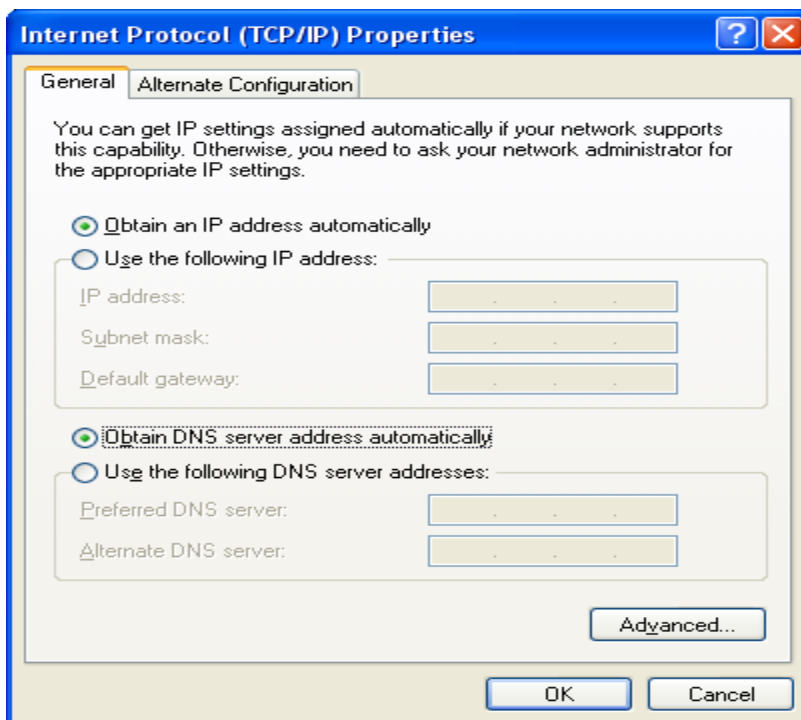 Internet Protocol (TCP/IP) Properties
General
Alternate Configuration
You can get IP settings assigned automatically if your network supports
this capability. Otherwise, you need to ask your network administrator for
the appropriate IP settings.
Obtain an IP address automatically
Use the following IP address:
IP address:
Subnet mask:
Default gateway:
Obtain DNS server address automatically
Use the following DNS server addresses:
Preferred DNS server:
Alternate DNS server:
Advanced...
OK
Cancel